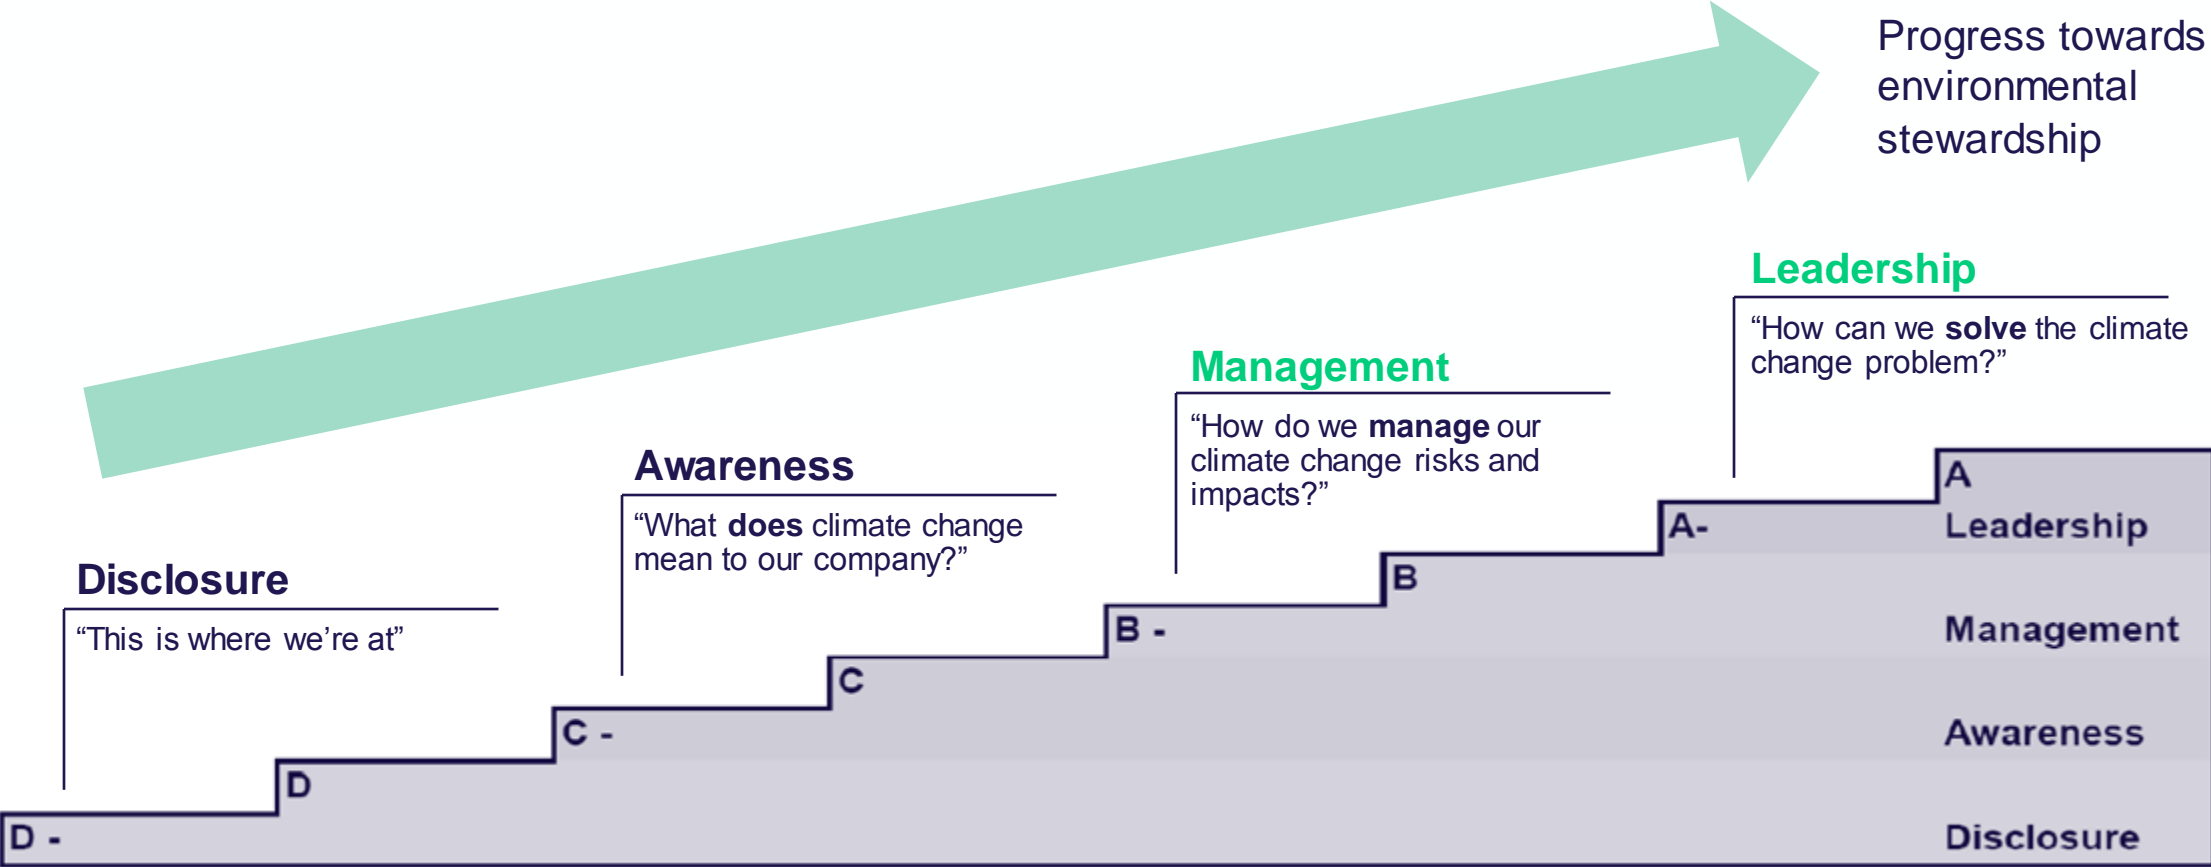 Progress towards
environmental
stewardship
Leadership
“How can we solve the climate
change problem?”
Management
“How do we manage our
climate change risks and
impacts?”
Awareness
“What does climate change
mean to our company?”
Disclosure
“This is where we’re at”
A
Leadership
A-
B
Management
B -
C
Awareness
C -
D
Disclosure
D -